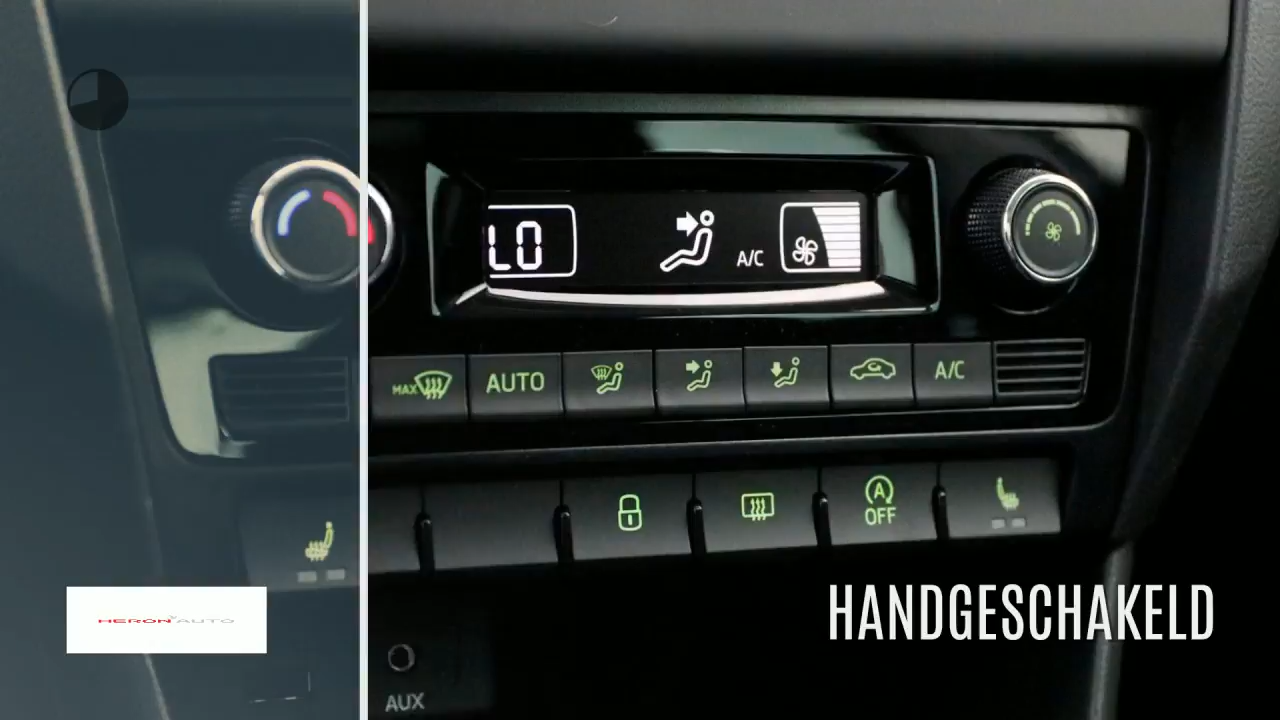 LO
A/C
MAX
AUTO
A/C
A
OFF
HERON AUTO
HANDGESCHAKELD
AUX